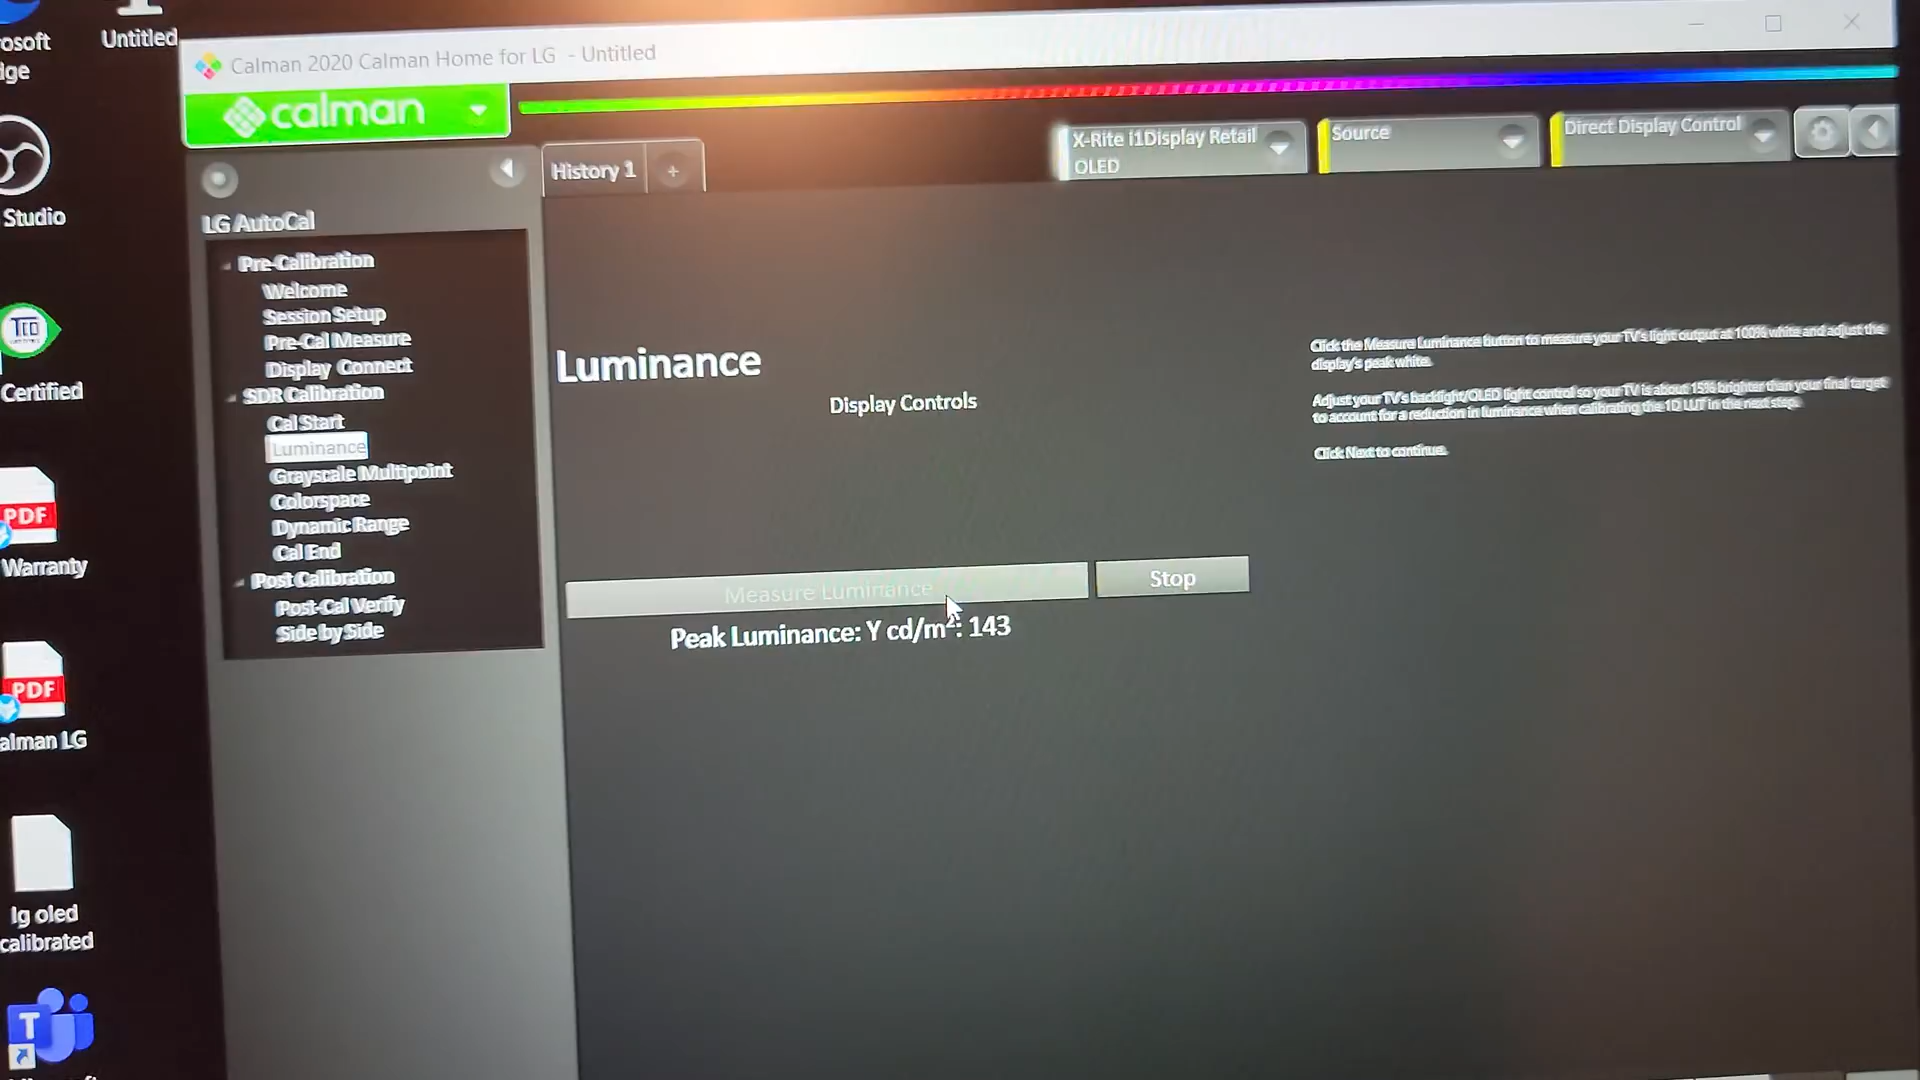 osoft
Untitled
lge
Calman 2020 Calman Home for LG - Untitled
calman
X-Rite i1Display Retail
OLED
Source
Direct Display Control
History 1
+
Studio
LG AutoCal
Pre-Calibration
Welcome
Session Setup
Pre-Cal Measure
Display Connect
SDR Calibration
Cal Start
Luminance
Grayscale Multipoint
Colorspace
Dynamic Range
Cal End
Post Calibration
Post-Cal Verify
Side by Side
Certified
Luminance
Display Controls
Click the Measure Luminance button to measure your TV's light output at 100% white and adjust the
display's peak white.
Adjust your TV's backlight/OLED light control so your TV is about 15% brighter than your final target
to account for a reduction in luminance when calibrating the 1D LUT in the next step.
Click Next to continue.
Measure Luminance
Stop
Peak Luminance: Y cd/m²: 143
PDF
Warranty
PDF
alman LG
lg oled
calibrated
T